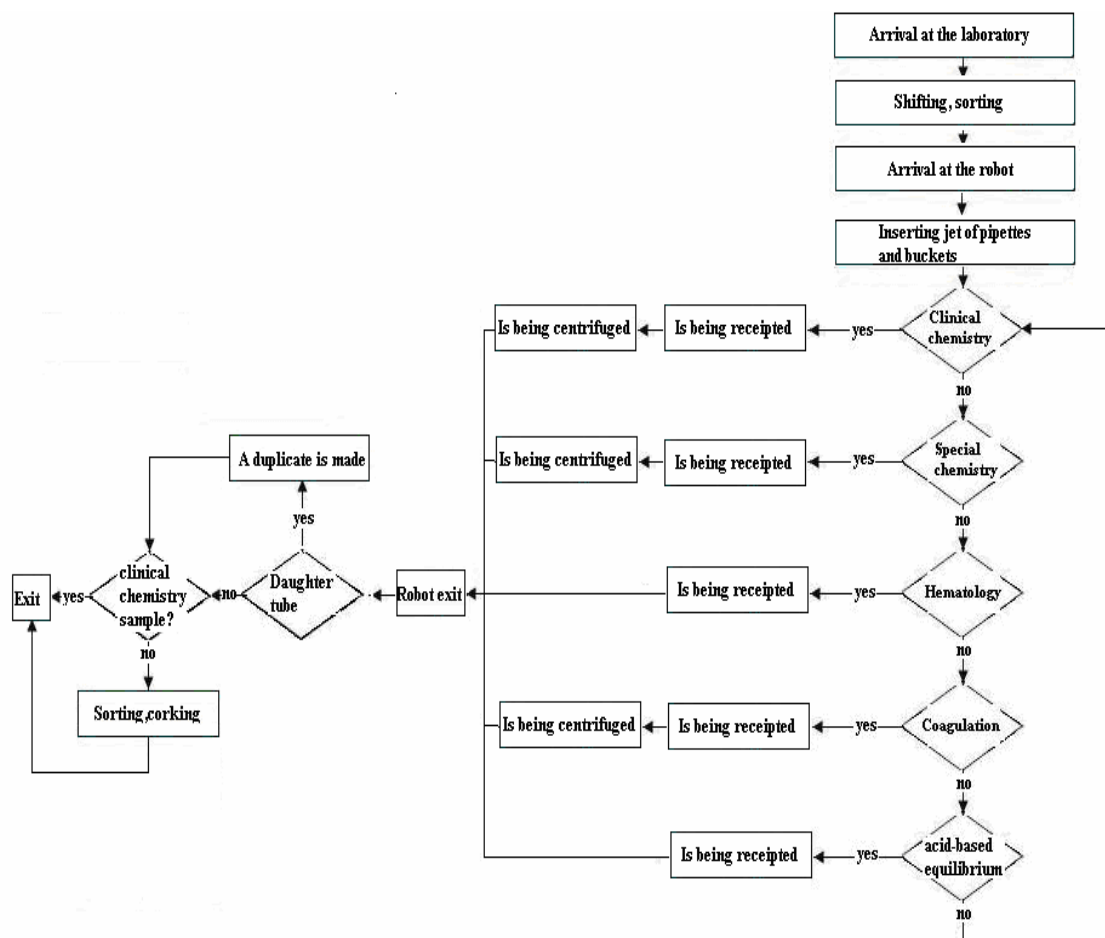 Arrival at the laboratory
Shifting, sorting
Arrival at the robot
Inserting jet of pipettes
and buckets
Clinical
chemistry
yes
Is being receipted
Is being centrifuged
no
Special
chemistry
yes
Is being receipted
Is being centrifuged
no
Hematology
yes
Is being receipted
no
Coagulation
yes
Is being receipted
Is being centrifuged
no
acid-based
equilibrium
yes
Is being receipted
no
Robot exit
Daughter
tube
yes
A duplicate is made
no
clinical
chemistry
sample?
yes
Exit
no
Sorting,corking